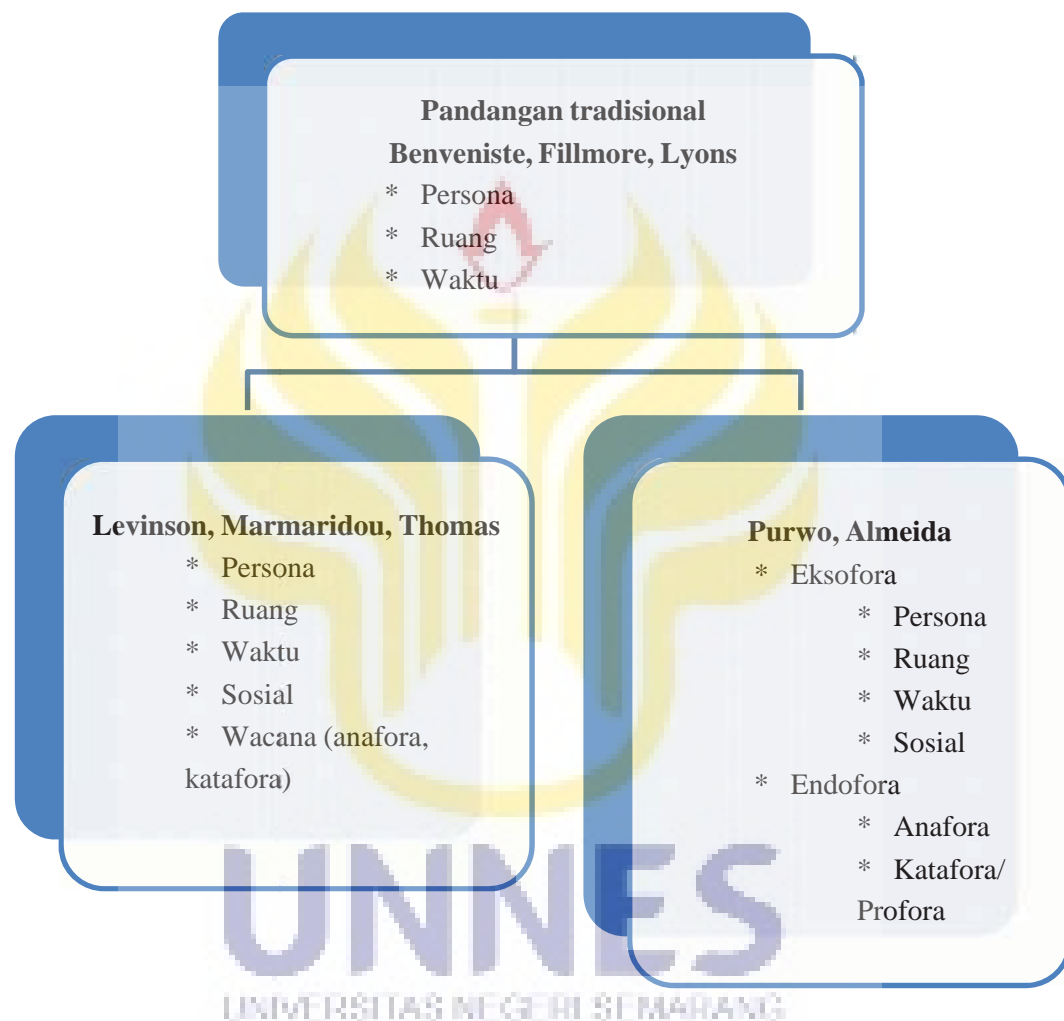 Pandangan tradisional
Benveniste, Fillmore, Lyons
* Persona
* Ruang
* Waktu
Levinson, Marmaridou, Thomas
* Persona
* Ruang
* Waktu
* Sosial
* Wacana (anafora,
katafora)
Purwo, Almeida
* Eksofora
* Persona
* Ruang
* Waktu
* Sosial
* Endofora
* Anafora
* Katafora/
Profora
UNNES
UNIVERSITAS NEGERI SEMARANG